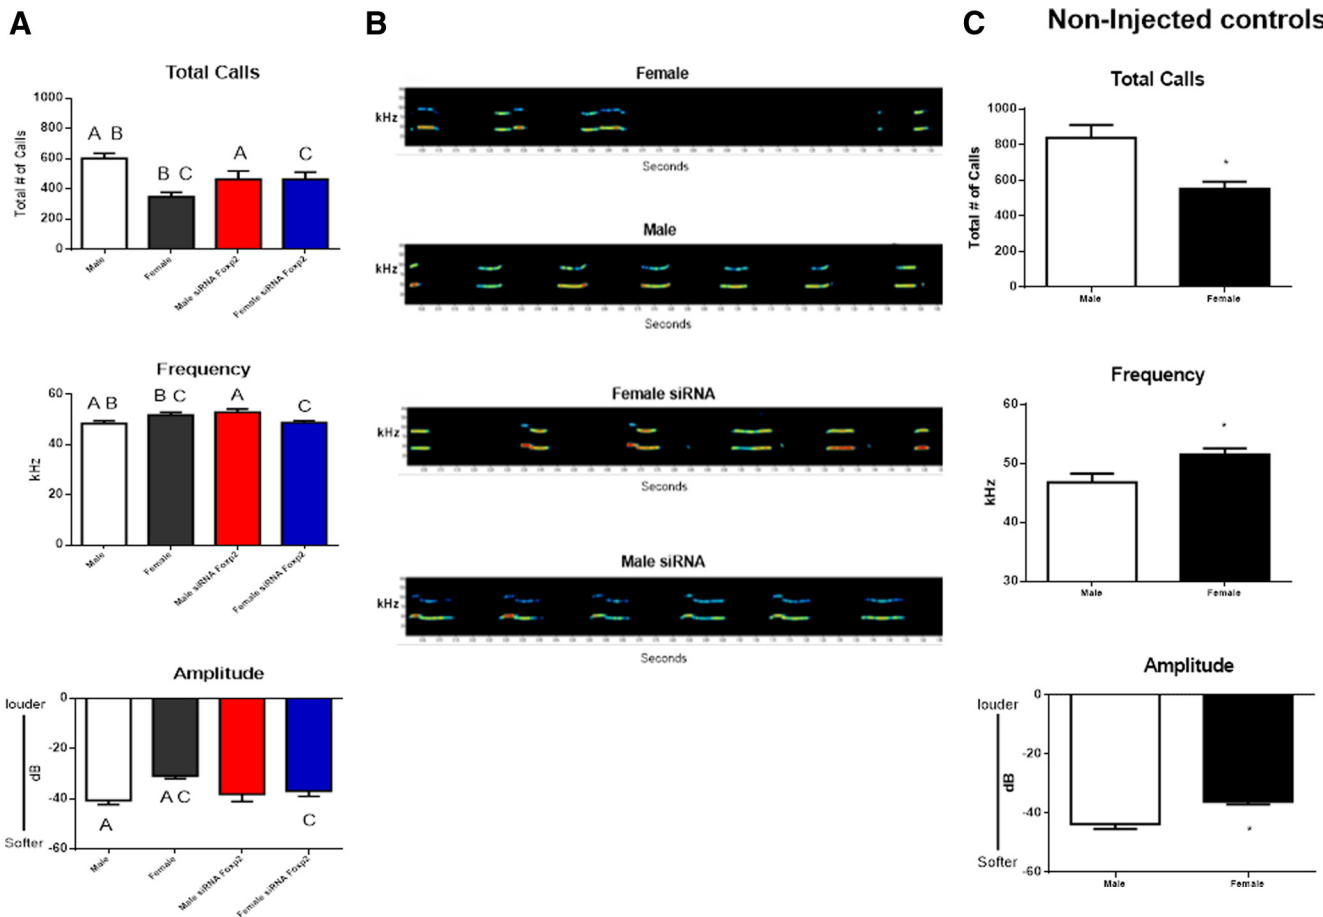 A
Total Calls
Total # of Calls
1000
800
600
400
200
0
A B
B C
A
C
Male
Female
Male siRNA Foxp2
Female siRNA Foxp2
Frequency
kHz
60
40
20
0
A B
B C
A
C
Male
Female
Male siRNA Foxp2
Female siRNA Foxp2
Amplitude
louder
dB
Softer
0
-20
-40
-60
A
A C
C
Male
Female
Male siRNA Foxp2
Female siRNA Foxp2
B
Female
kHz
Seconds
Male
kHz
Seconds
Female siRNA
kHz
Seconds
Male siRNA
kHz
Seconds
C
Non-Injected controls
Total Calls
Total # of Calls
1000
800
600
400
200
0
*
Male
Female
Frequency
kHz
60
50
40
30
*
Male
Female
Amplitude
louder
dB
Softer
0
-20
-40
-60
*
Male
Female